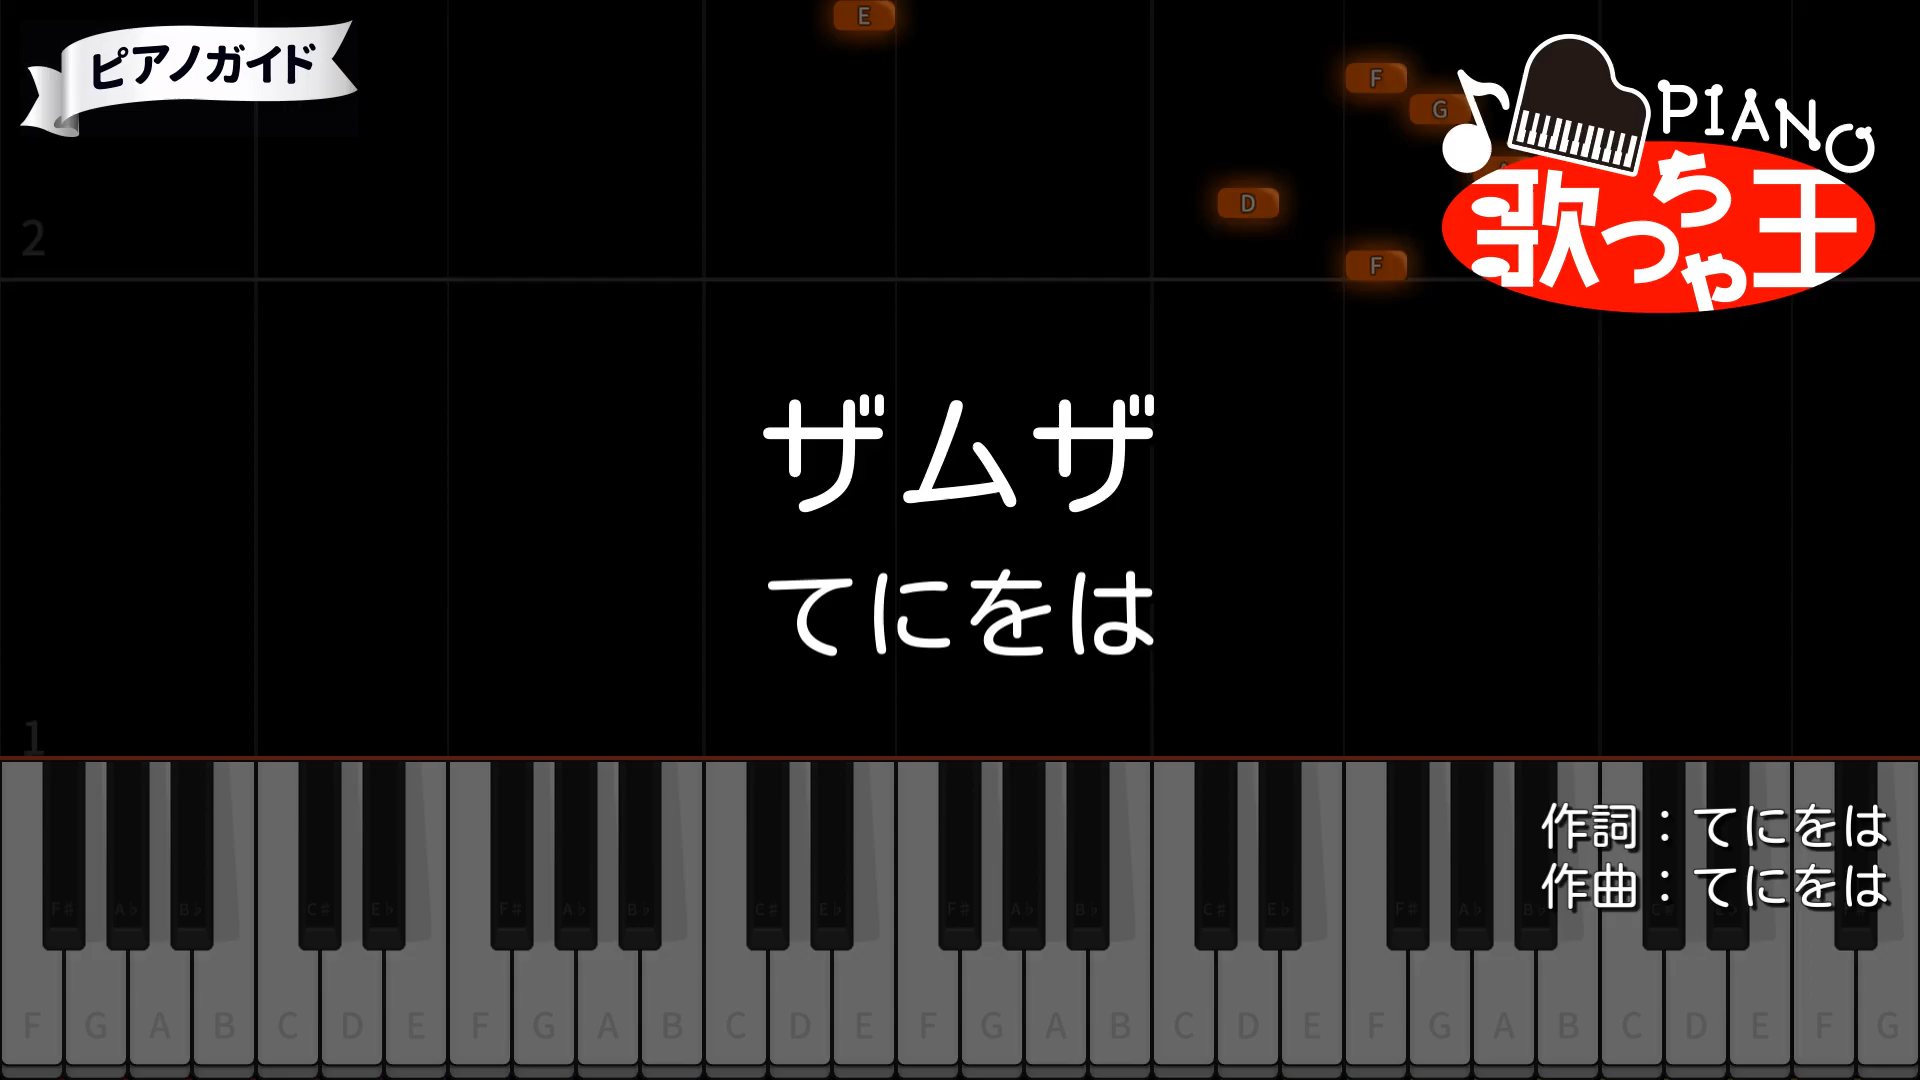 ピアノガイド
E
F
G
PIANO
歌っちゃ王
D
2
F
ザムザ
てにをは
1
作詞：てにをは
作曲：てにをは
F# A♭ B♭ C# E♭ F# A♭ B♭ C# E♭ F# A♭ B♭ C# E♭ F# A♭ B♭ C#
F G A B C D E F G A B C D E F G A B C D E F G A B C D E F G